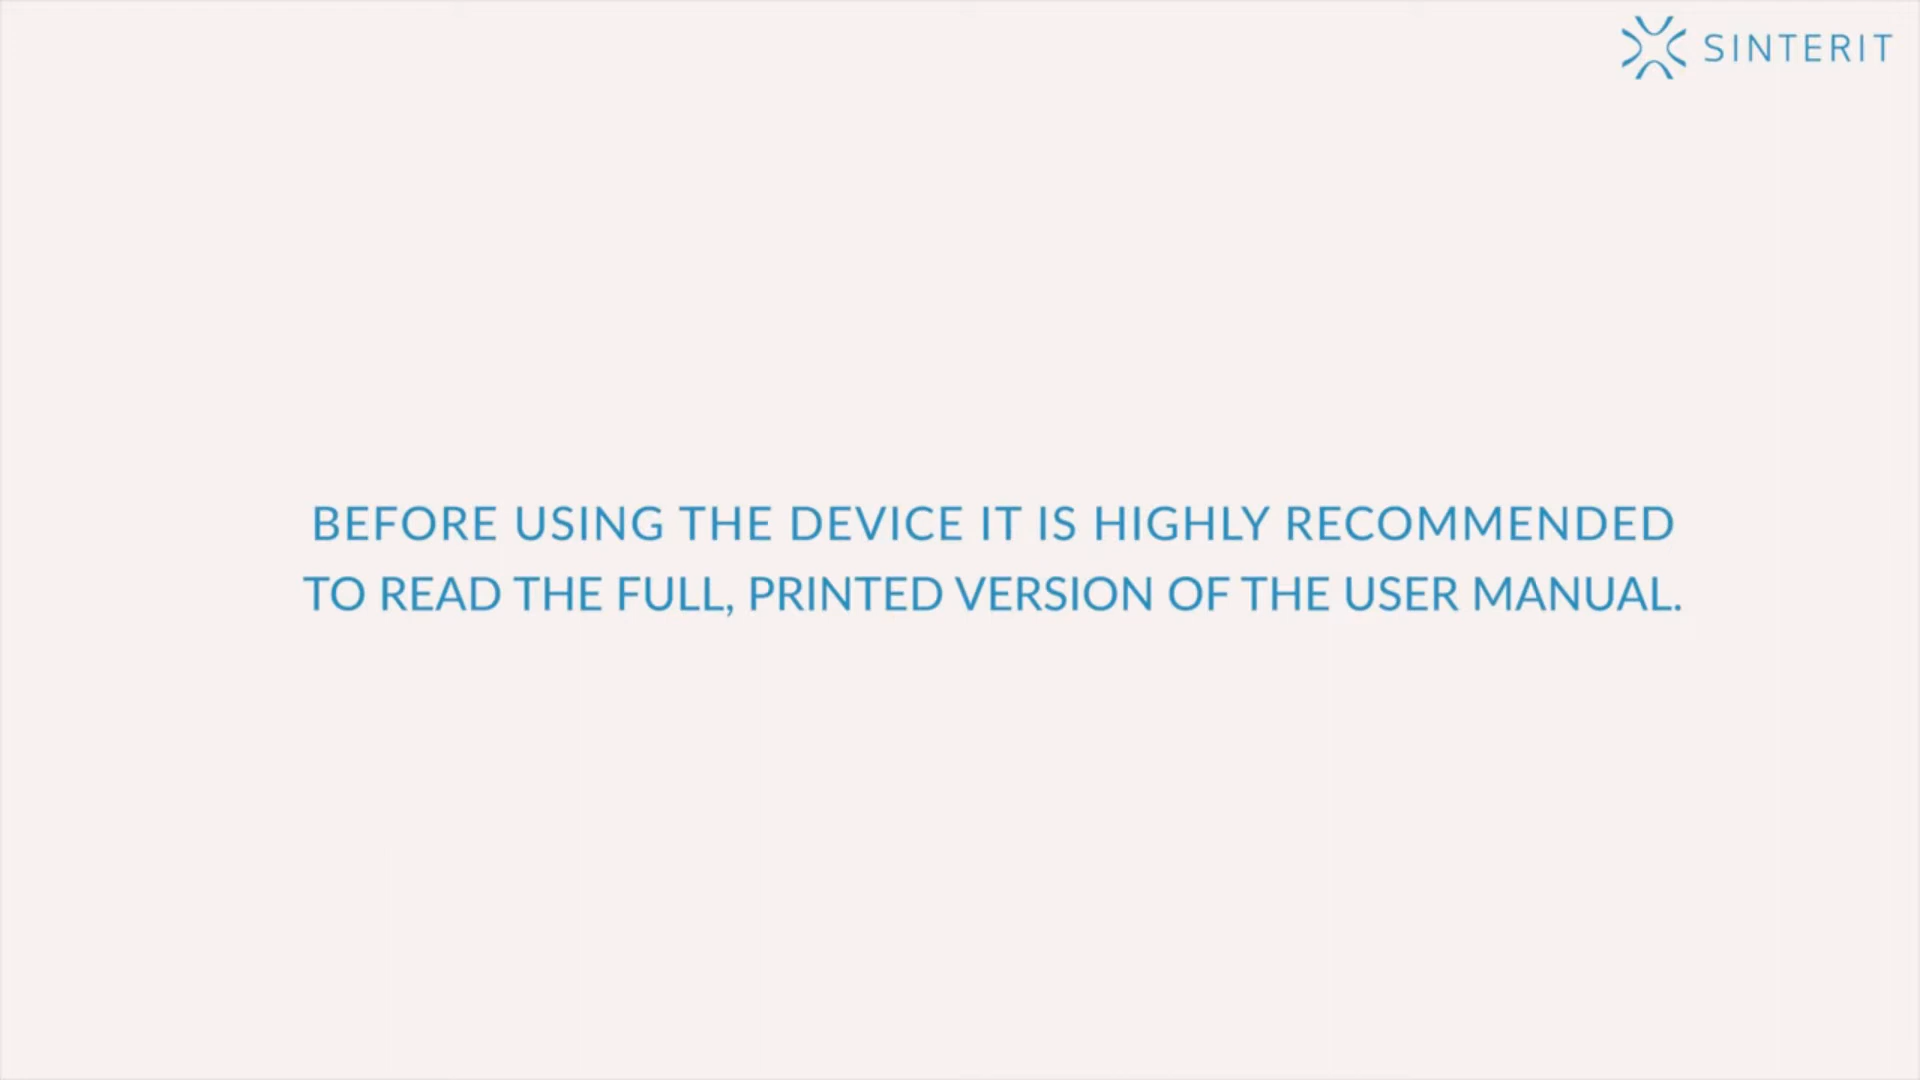 SINTERIT
BEFORE USING THE DEVICE IT IS HIGHLY RECOMMENDED
TO READ THE FULL, PRINTED VERSION OF THE USER MANUAL.